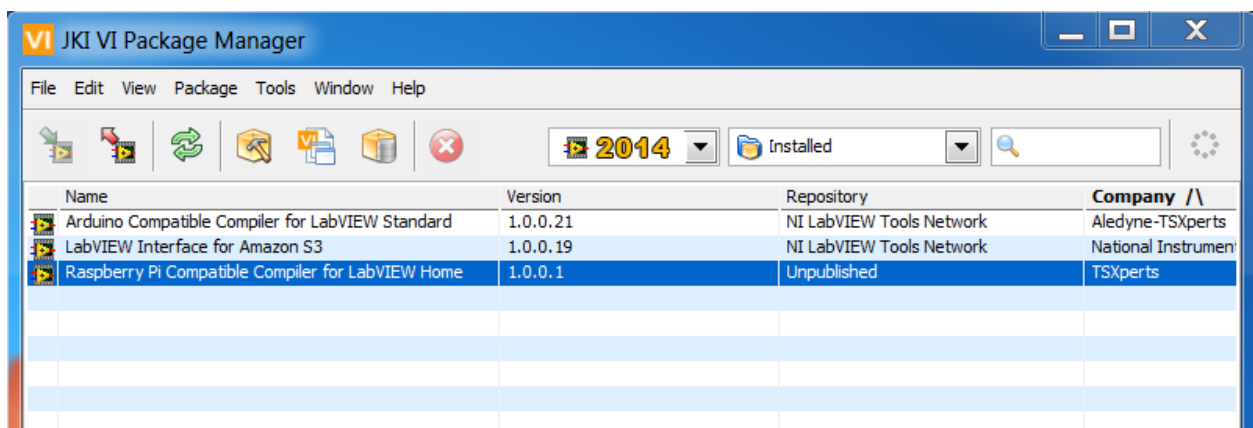 VI JKI VI Package Manager
File Edit View Package Tools Window Help
VI 2014 Installed
Name Version Repository Company /\
Arduino Compatible Compiler for LabVIEW Standard 1.0.0.21 NI LabVIEW Tools Network Aledyne-TSXperts
LabVIEW Interface for Amazon S3 1.0.0.19 NI LabVIEW Tools Network National Instrument
Raspberry Pi Compatible Compiler for LabVIEW Home 1.0.0.1 Unpublished TSXperts